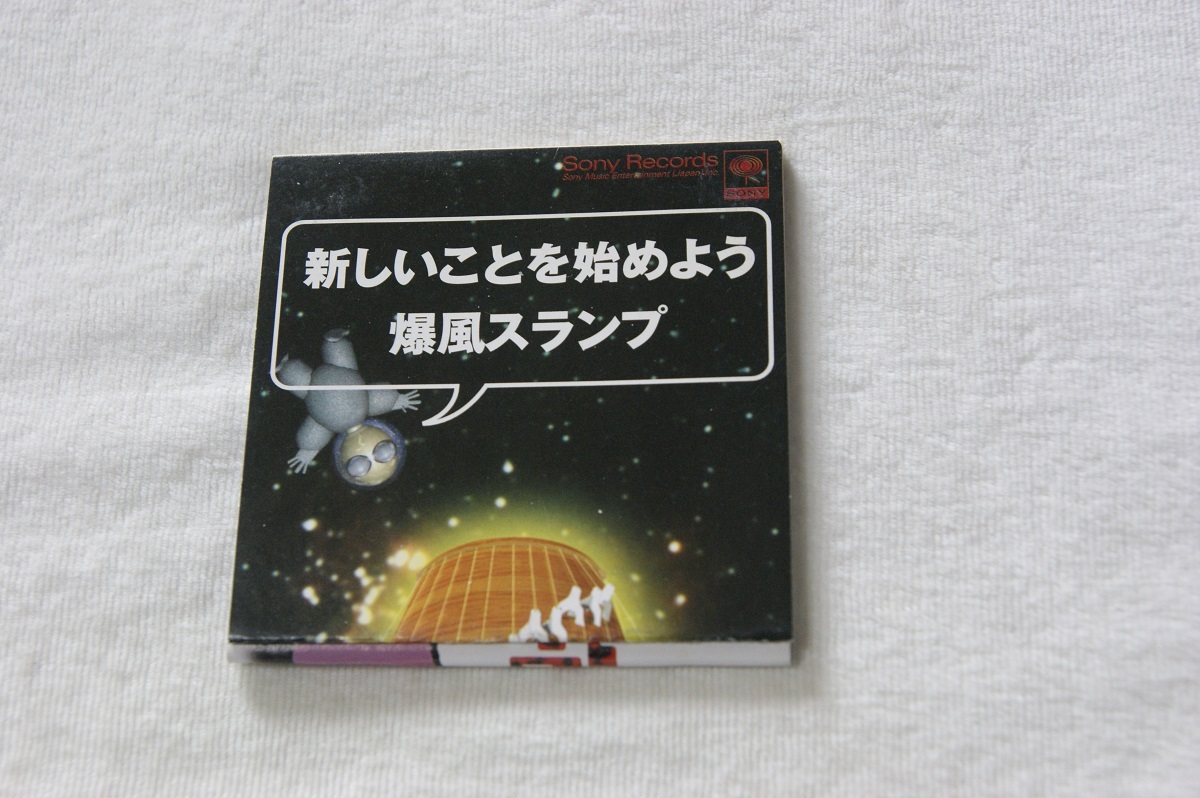 Sony Records
Sony Music Entertainment (Japan) Inc.
SONY
新しいことを始めよう
爆風スランプ